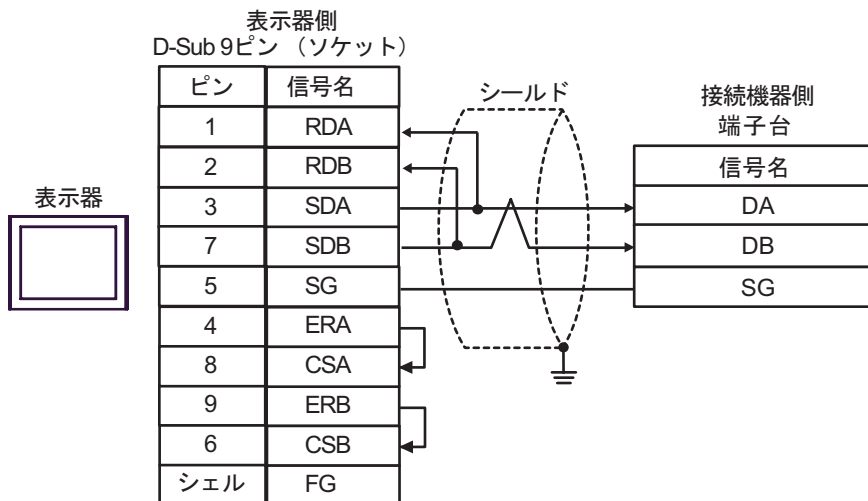 表示器側
D-Sub 9ピン （ソケット）
ピン 信号名
1 RDA
2 RDB
3 SDA
7 SDB
5 SG
4 ERA
8 CSA
9 ERB
6 CSB
シェル FG
表示器
シールド
接続機器側
端子台
信号名
DA
DB
SG